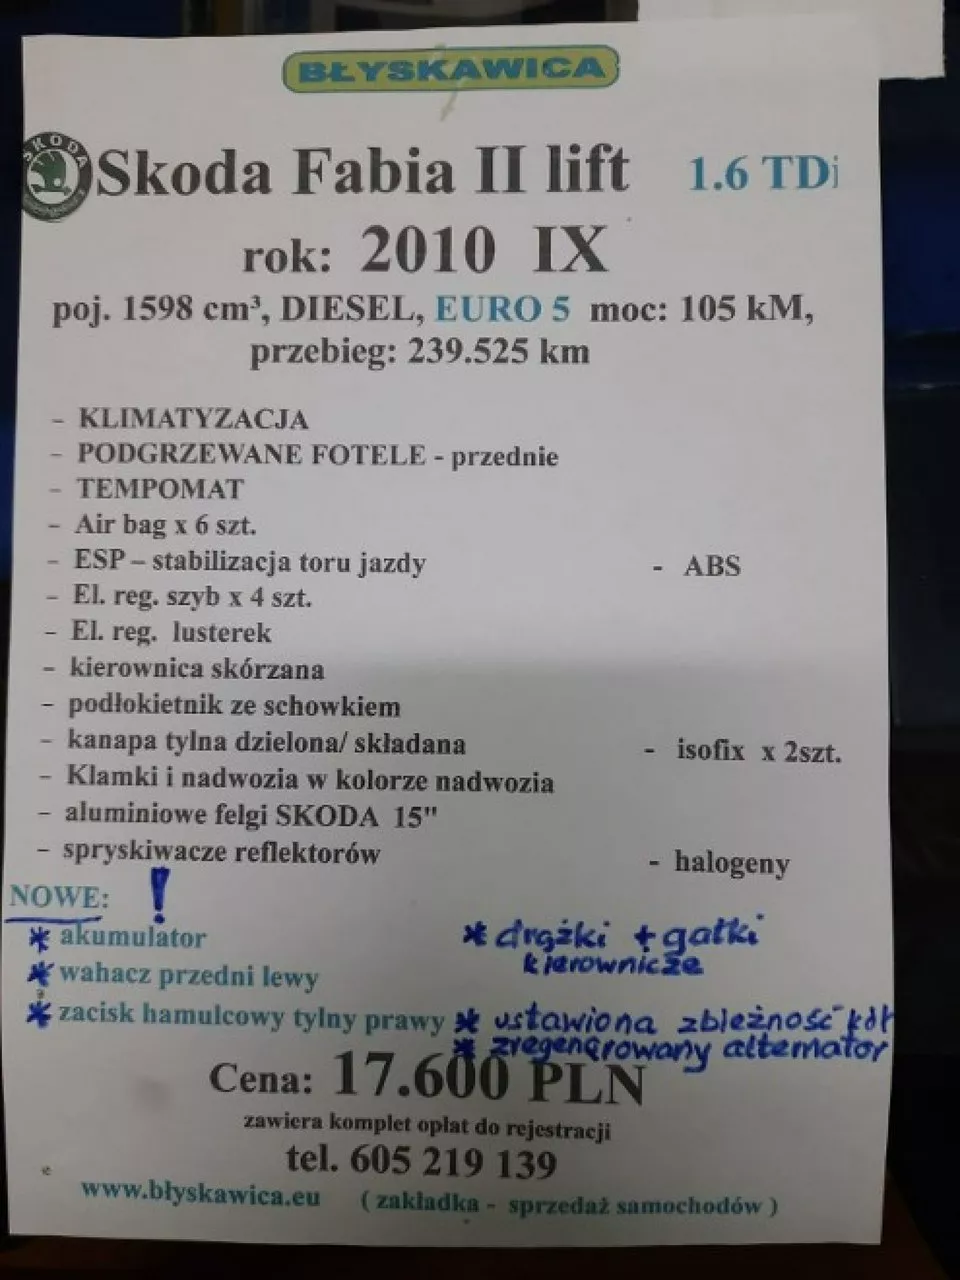 BŁYSKAWICA
SKODA
Skoda Fabia II lift 1.6 TDi
rok: 2010 IX
poj. 1598 cm³, DIESEL, EURO 5 moc: 105 kM,
przebieg: 239.525 km
- KLIMATYZACJA
- PODGRZEWANE FOTELE - przednie
- TEMPOMAT
- Air bag x 6 szt.
- ESP – stabilizacja toru jazdy - ABS
- El. reg. szyb x 4 szt.
- El. reg. lusterek
- kierownica skórzana
- podłokietnik ze schowkiem
- kanapa tylna dzielona/ składana - isofix x 2szt.
- Klamki i nadwozia w kolorze nadwozia
- aluminiowe felgi SKODA 15"
- spryskiwacze reflektorów - halogeny
NOWE: !
* akumulator * drążki + gałki
kierownicze
* wahacz przedni lewy
* zacisk hamulcowy tylny prawy * ustawiona zbieżność kół
* zregenerowany alternator
Cena: 17.600 PLN
zawiera komplet opłat do rejestracji
tel. 605 219 139
www.błyskawica.eu ( zakładka - sprzedaż samochodów )